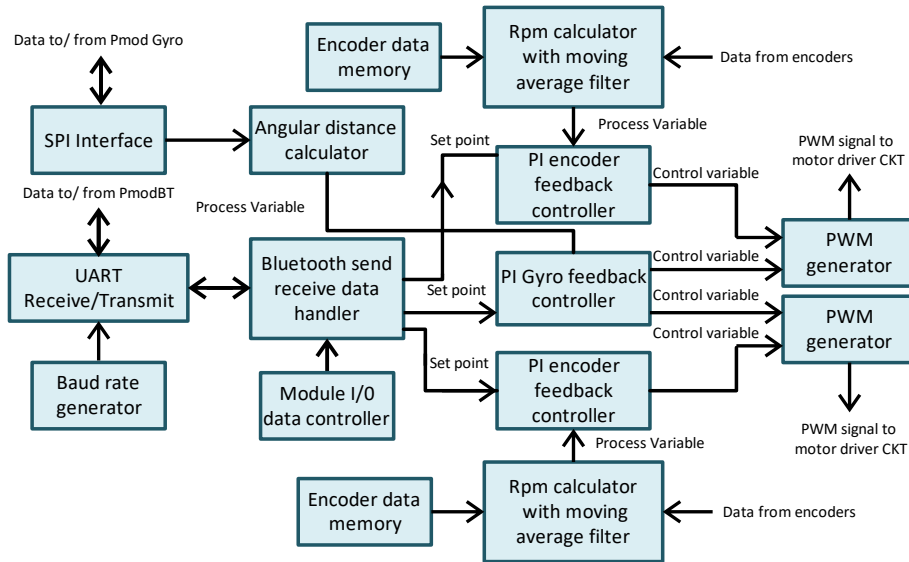 Data to/ from Pmod Gyro
SPI Interface
Angular distance
calculator
Encoder data
memory
Rpm calculator
with moving
average filter
Data from encoders
Process Variable
Set point
PI encoder
feedback
controller
Control variable
PWM signal to
motor driver CKT
Data to/ from PmodBT
Process Variable
UART
Receive/Transmit
Bluetooth send
receive data
handler
Set point
PI Gyro feedback
controller
Control variable
PWM
generator
Control variable
Control variable
PWM
generator
Baud rate
generator
Module I/0
data controller
Set point
PI encoder
feedback
controller
Process Variable
PWM signal to
motor driver CKT
Encoder data
memory
Rpm calculator
with moving
average filter
Data from encoders